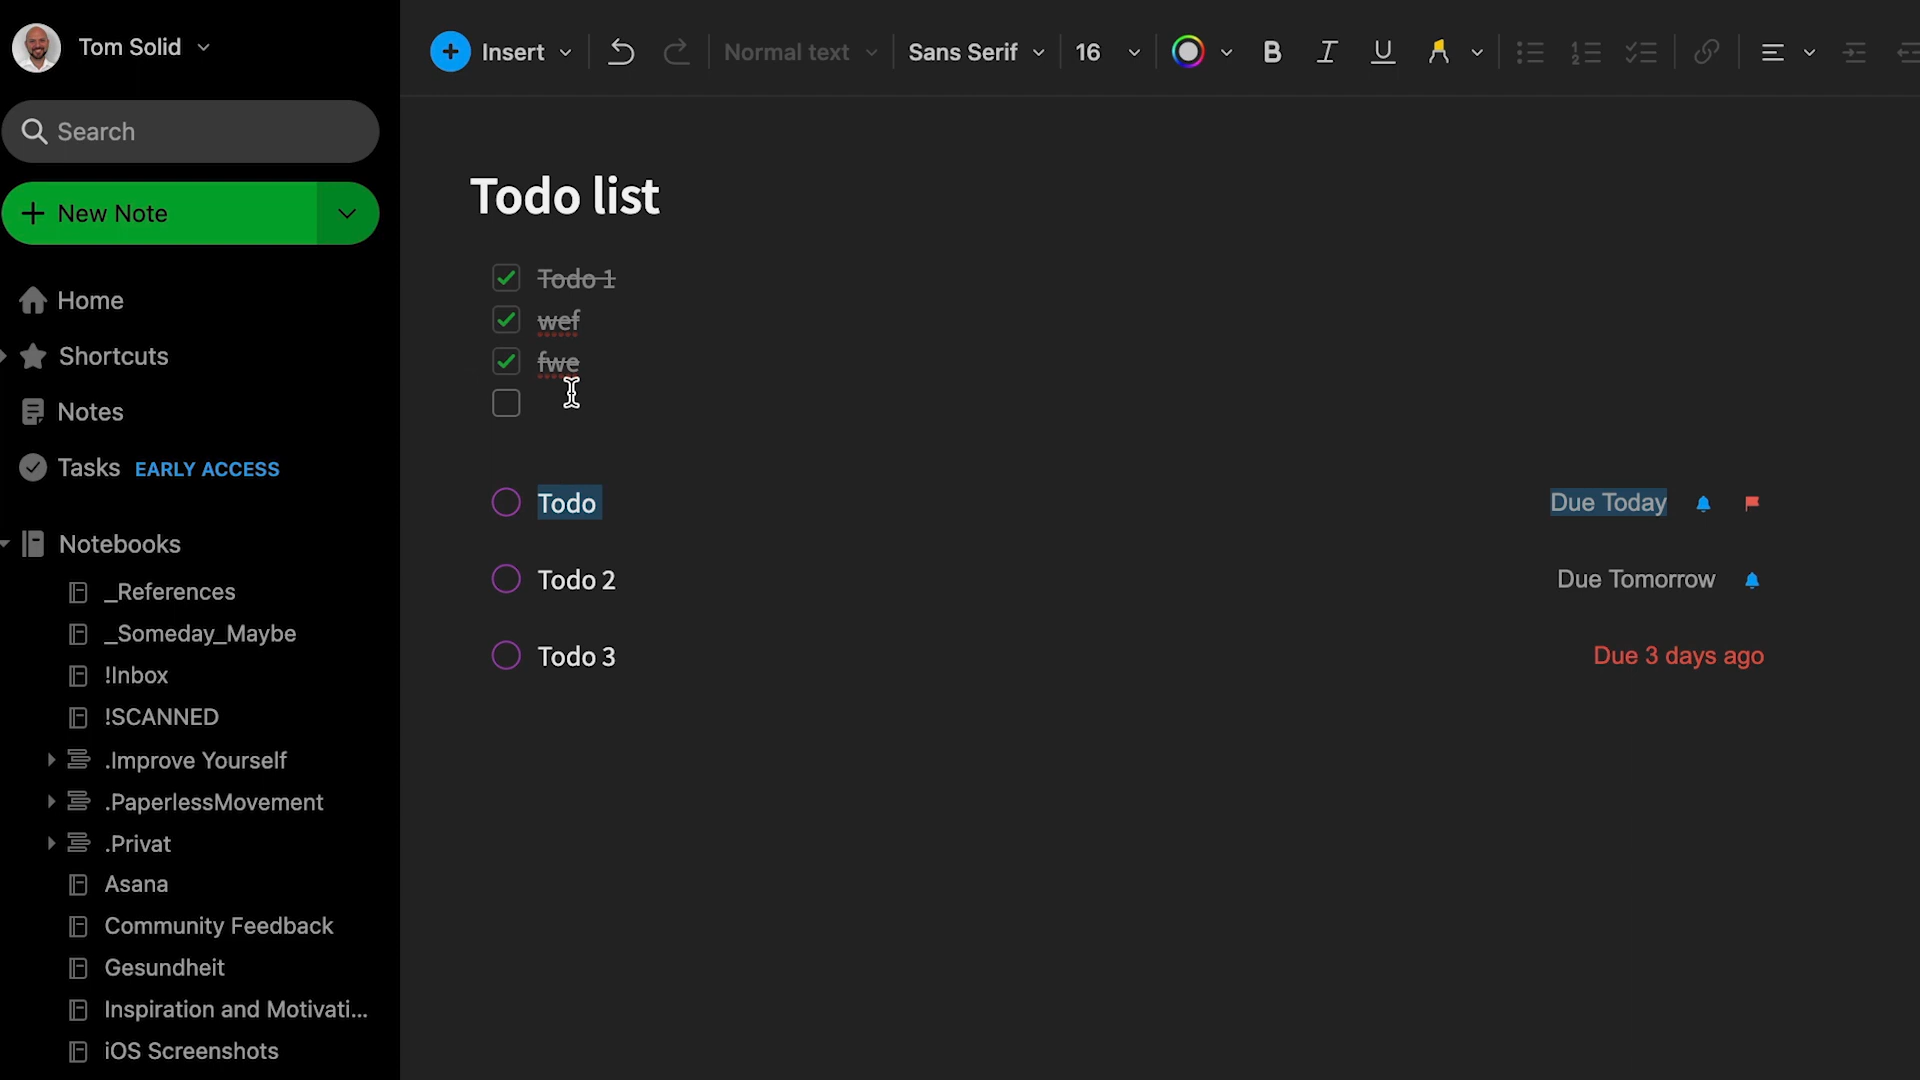 Tom Solid
Search
New Note
Home
Shortcuts
Notes
Tasks EARLY ACCESS
Notebooks
_References
_Someday_Maybe
!Inbox
!SCANNED
.Improve Yourself
.PaperlessMovement
.Privat
Asana
Community Feedback
Gesundheit
Inspiration and Motivati...
iOS Screenshots
Insert Normal text Sans Serif 16 B I U
Todo list
Todo 1
wef
fwe
Todo Due Today
Todo 2 Due Tomorrow
Todo 3 Due 3 days ago